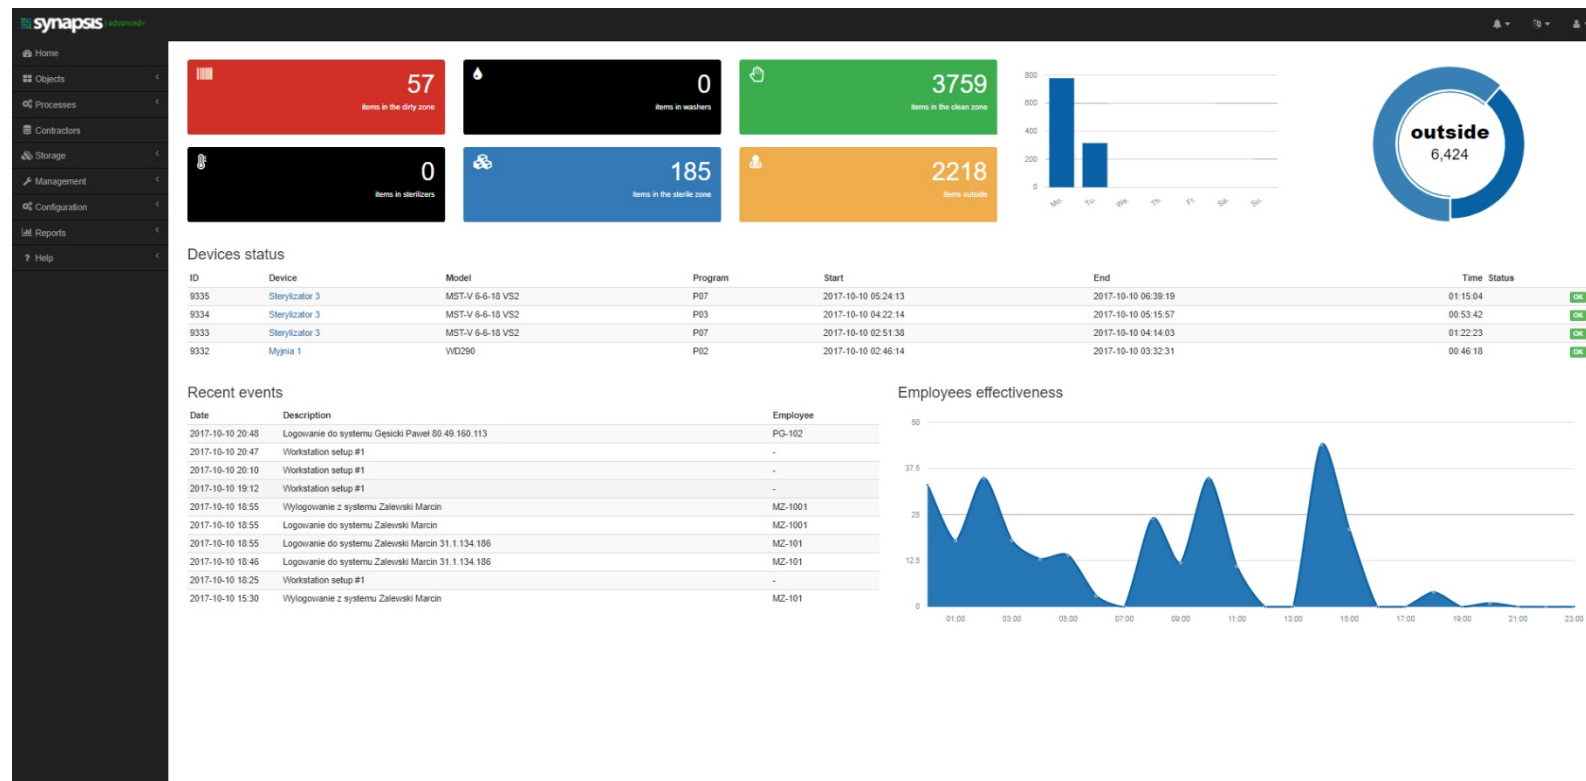 synapsis | advanced+
Home
Objects
Processes
Contractors
Storage
Management
Configuration
Reports
? Help
57
items in the dirty zone
0
items in washers
3759
items in the clean zone
0
items in sterilizers
185
items in the sterile zone
2218
items outside
800
600
400
200
0
Mo. Tu. We. Th. Fr. Sa. Su.
outside
6,424
Devices status
ID Device Model Program Start End Time Status
9335 Sterylizator 3 MST-V 6-6-18 VS2 P07 2017-10-10 05:24:13 2017-10-10 06:39:19 01:15:04 OK
9334 Sterylizator 3 MST-V 6-6-18 VS2 P03 2017-10-10 04:22:14 2017-10-10 05:15:57 00:53:42 OK
9333 Sterylizator 3 MST-V 6-6-18 VS2 P07 2017-10-10 02:51:38 2017-10-10 04:14:03 01:22:23 OK
9332 Myjnia 1 WD290 P02 2017-10-10 02:46:14 2017-10-10 03:32:31 00:46:18 OK
Recent events
Date Description Employee
2017-10-10 20:48 Logowanie do systemu Gęsicki Paweł 80.49.160.113 PG-102
2017-10-10 20:47 Workstation setup #1 -
2017-10-10 20:10 Workstation setup #1 -
2017-10-10 19:12 Workstation setup #1 -
2017-10-10 18:55 Wylogowanie z systemu Zalewski Marcin MZ-1001
2017-10-10 18:55 Logowanie do systemu Zalewski Marcin MZ-1001
2017-10-10 18:55 Logowanie do systemu Zalewski Marcin 31.1.134.186 MZ-101
2017-10-10 18:46 Logowanie do systemu Zalewski Marcin 31.1.134.186 MZ-101
2017-10-10 18:25 Workstation setup #1 -
2017-10-10 15:30 Wylogowanie z systemu Zalewski Marcin MZ-101
Employees effectiveness
50
37.5
25
12.5
0
01:00 03:00 05:00 07:00 09:00 11:00 13:00 15:00 17:00 19:00 21:00 23:00